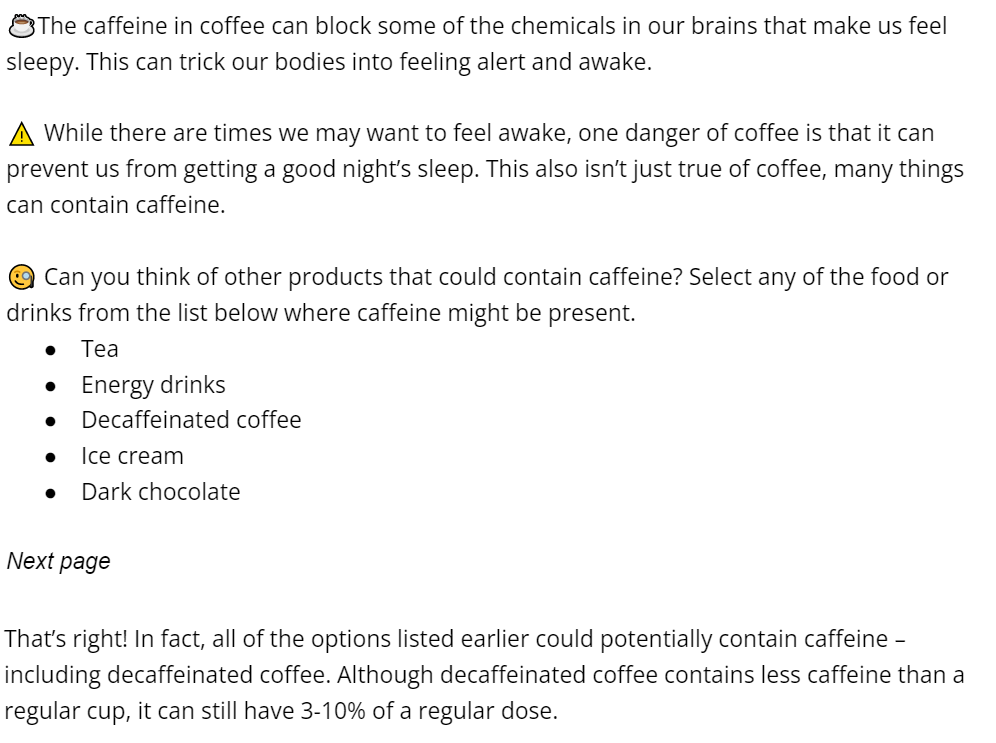 ☕The caffeine in coffee can block some of the chemicals in our brains that make us feel
sleepy. This can trick our bodies into feeling alert and awake.
⚠️ While there are times we may want to feel awake, one danger of coffee is that it can
prevent us from getting a good night’s sleep. This also isn’t just true of coffee, many things
can contain caffeine.
🧐 Can you think of other products that could contain caffeine? Select any of the food or
drinks from the list below where caffeine might be present.
● Tea
● Energy drinks
● Decaffeinated coffee
● Ice cream
● Dark chocolate
Next page
That’s right! In fact, all of the options listed earlier could potentially contain caffeine –
including decaffeinated coffee. Although decaffeinated coffee contains less caffeine than a
regular cup, it can still have 3-10% of a regular dose.